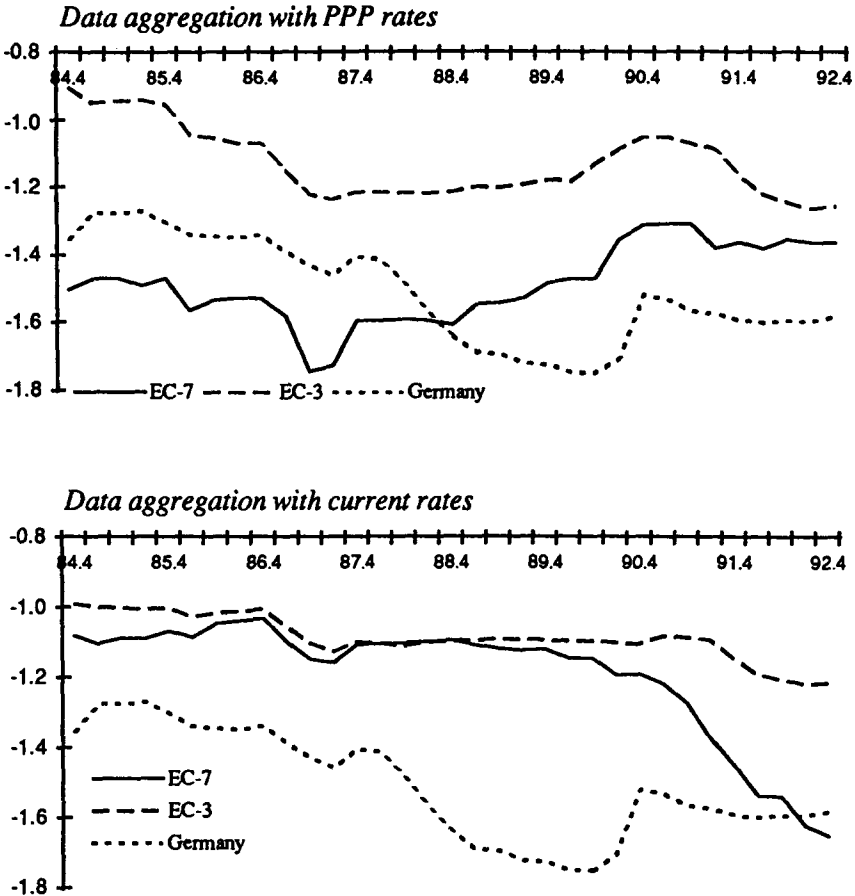 Data aggregation with PPP rates
-0.8
84.4 85.4 86.4 87.4 88.4 89.4 90.4 91.4 92.4
-1.0
-1.2
-1.4
-1.6
-1.8
EC-7 EC-3 Germany
Data aggregation with current rates
-0.8
84.4 85.4 86.4 87.4 88.4 89.4 90.4 91.4 92.4
-1.0
-1.2
-1.4
EC-7
EC-3
-1.6
Germany
-1.8